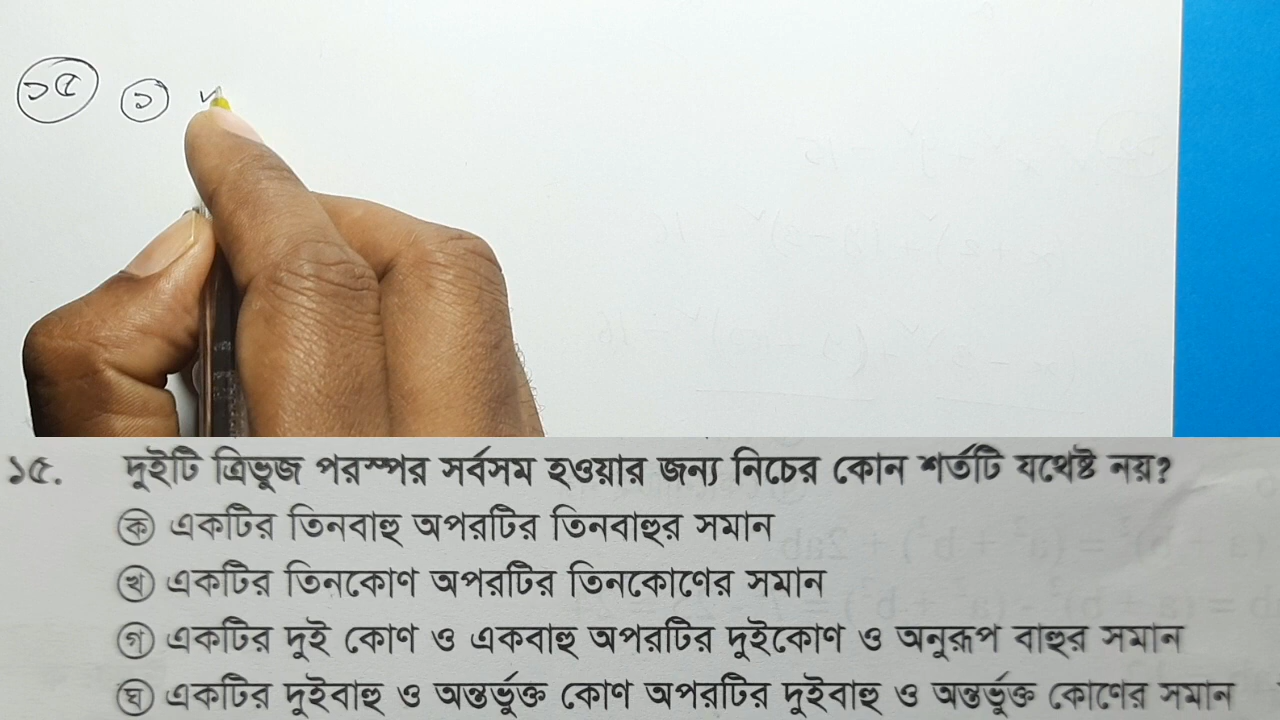 ১৫ ১
১৫. দুইটি ত্রিভুজ পরস্পর সর্বসম হওয়ার জন্য নিচের কোন শর্তটি যথেষ্ট নয়?
ক একটির তিনবাহু অপরটির তিনবাহুর সমান
খ একটির তিনকোণ অপরটির তিনকোণের সমান
গ একটির দুই কোণ ও একবাহু অপরটির দুইকোণ ও অনুরূপ বাহুর সমান
ঘ একটির দুইবাহু ও অন্তর্ভুক্ত কোণ অপরটির দুইবাহু ও অন্তর্ভুক্ত কোণের সমান